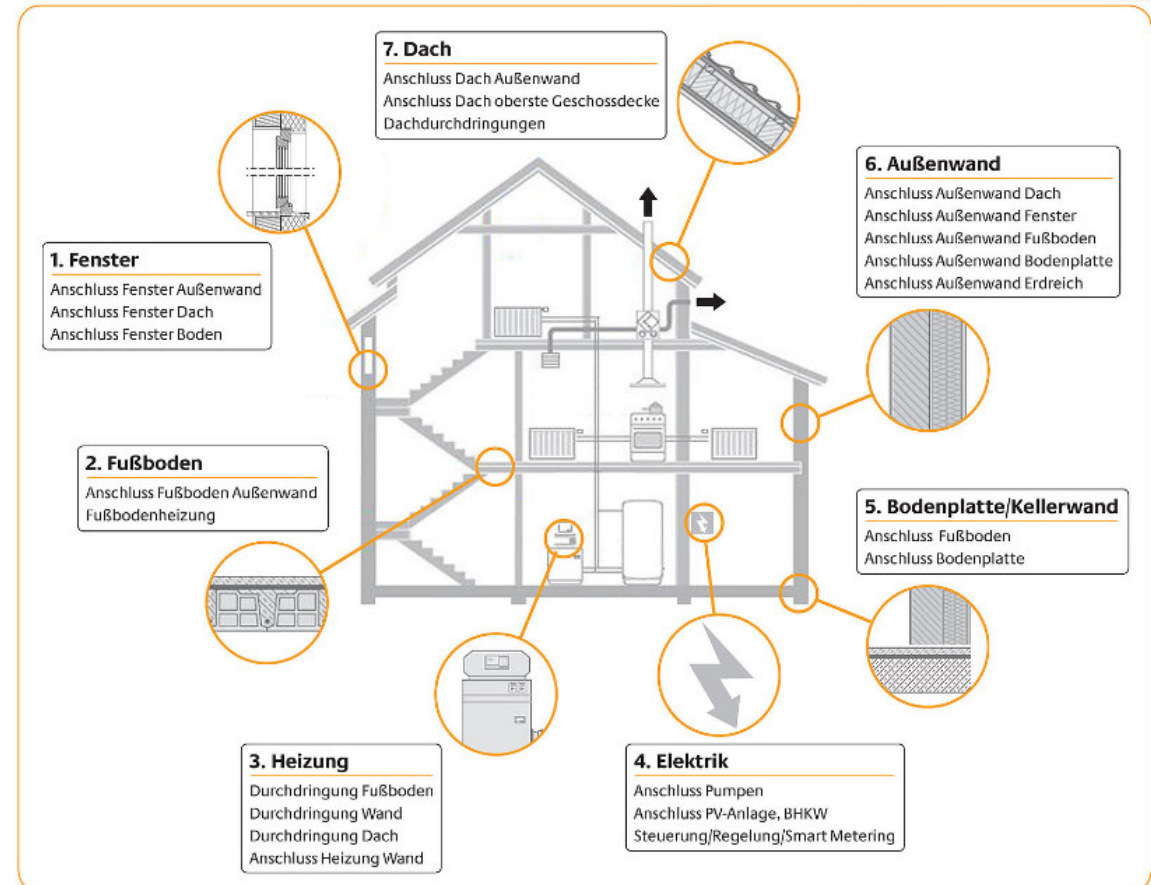 7. Dach
Anschluss Dach Außenwand
Anschluss Dach oberste Geschossdecke
Dachdurchdringungen
6. Außenwand
Anschluss Außenwand Dach
Anschluss Außenwand Fenster
Anschluss Außenwand Fußboden
Anschluss Außenwand Bodenplatte
Anschluss Außenwand Erdreich
1. Fenster
Anschluss Fenster Außenwand
Anschluss Fenster Dach
Anschluss Fenster Boden
2. Fußboden
Anschluss Fußboden Außenwand
Fußbodenheizung
5. Bodenplatte/Kellerwand
Anschluss Fußboden
Anschluss Bodenplatte
3. Heizung
Durchdringung Fußboden
Durchdringung Wand
Durchdringung Dach
Anschluss Heizung Wand
4. Elektrik
Anschluss Pumpen
Anschluss PV-Anlage, BHKW
Steuerung/Regelung/Smart Metering